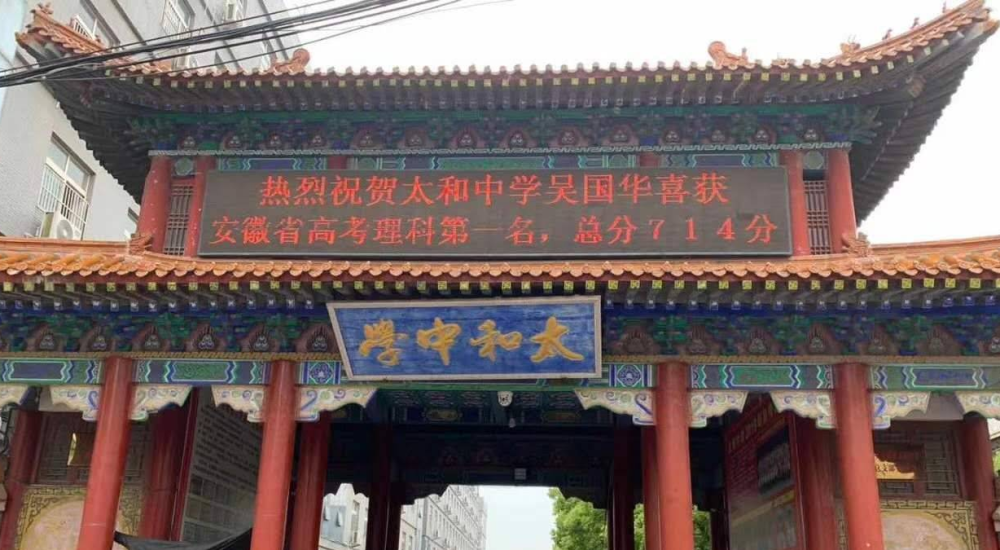 热烈祝贺太和中学吴国华喜获
安徽省高考理科第一名，总分714分
太和中学